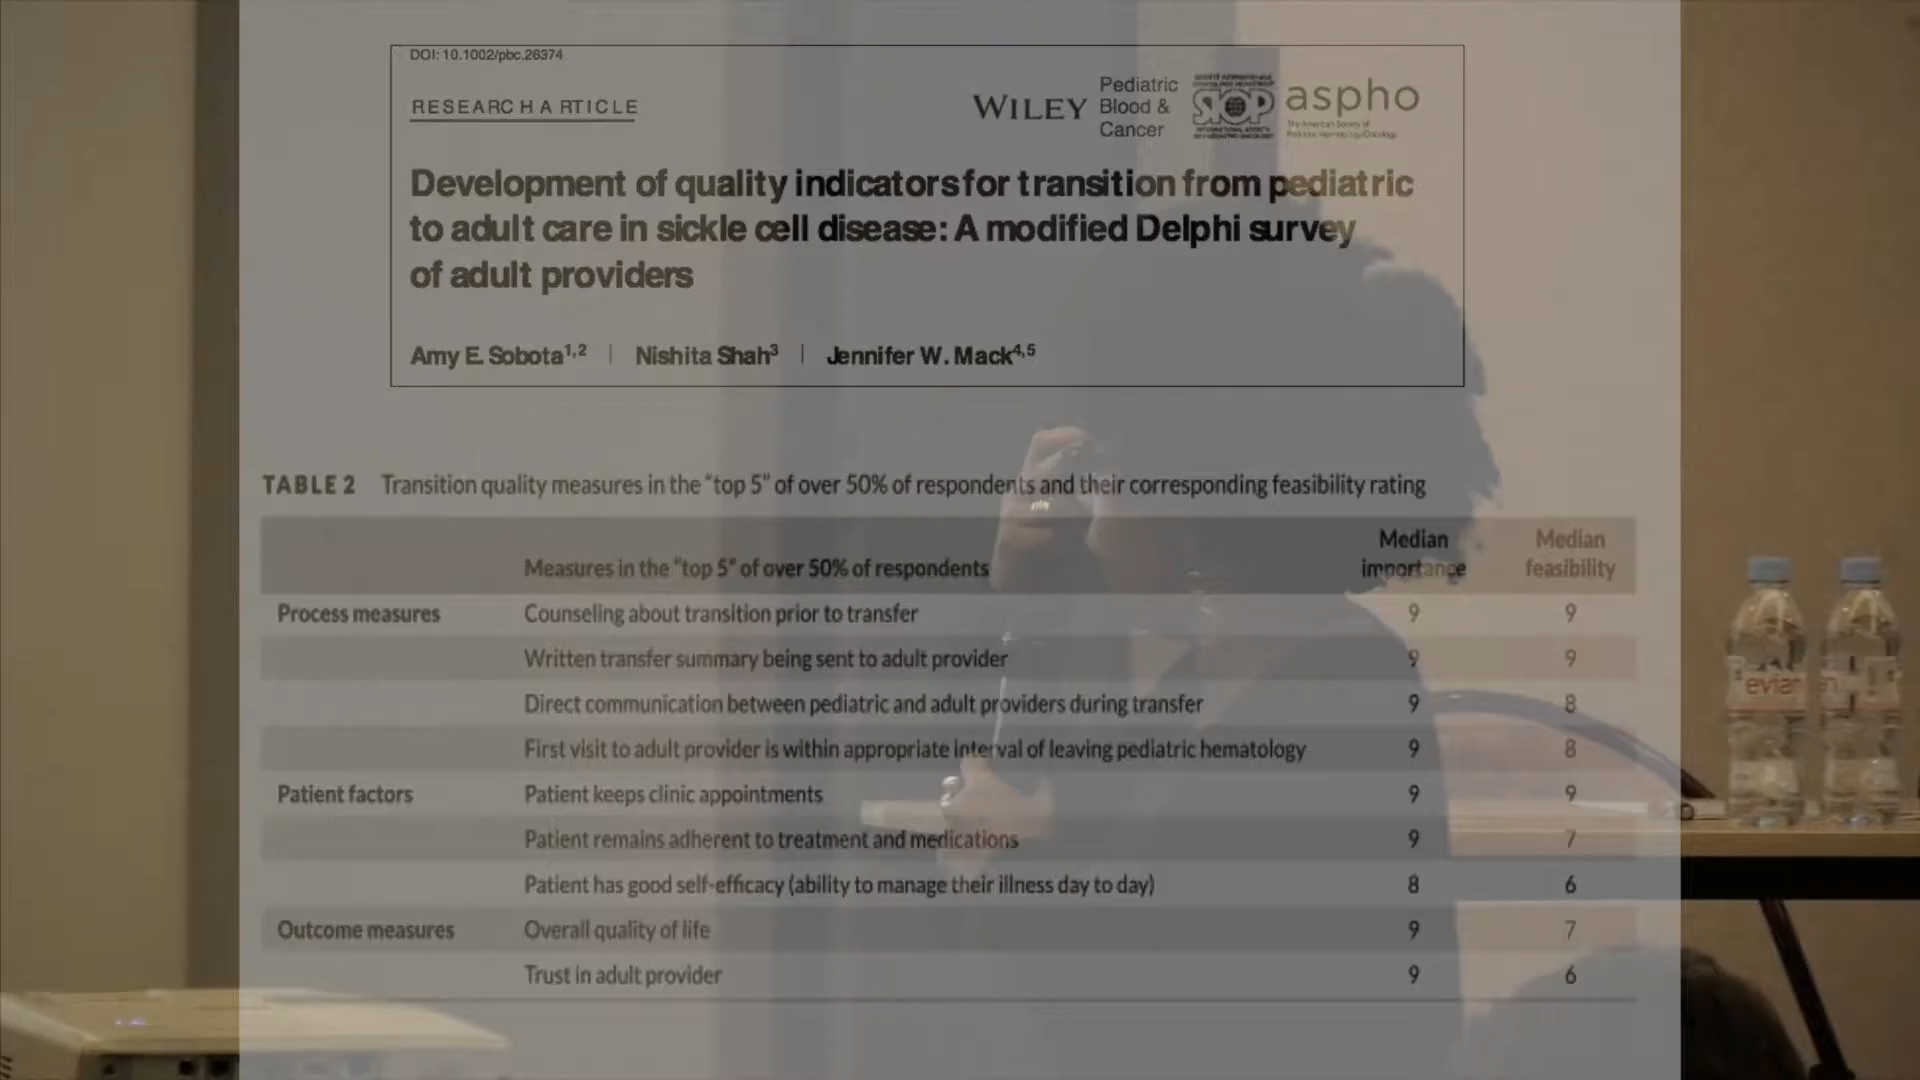 DOI: 10.1002/pbc.26374
RESEARCH ARTICLE
WILEY
Pediatric
Blood &
Cancer
SIOP
aspho
The American Society of
Pediatric Hematology/Oncology
Development of quality indicators for transition from pediatric
to adult care in sickle cell disease: A modified Delphi survey
of adult providers
Amy E. Sobota1,2 | Nishita Shah3 | Jennifer W. Mack4,5
TABLE 2 Transition quality measures in the "top 5" of over 50% of respondents and their corresponding feasibility rating
Measures in the "top 5" of over 50% of respondents Median importance Median feasibility
Process measures Counseling about transition prior to transfer 9 9
Written transfer summary being sent to adult provider 9 9
Direct communication between pediatric and adult providers during transfer 9 8
First visit to adult provider is within appropriate interval of leaving pediatric hematology 9 8
Patient factors Patient keeps clinic appointments 9 9
Patient remains adherent to treatment and medications 9 7
Patient has good self-efficacy (ability to manage their illness day to day) 8 6
Outcome measures Overall quality of life 9 7
Trust in adult provider 9 6
evian